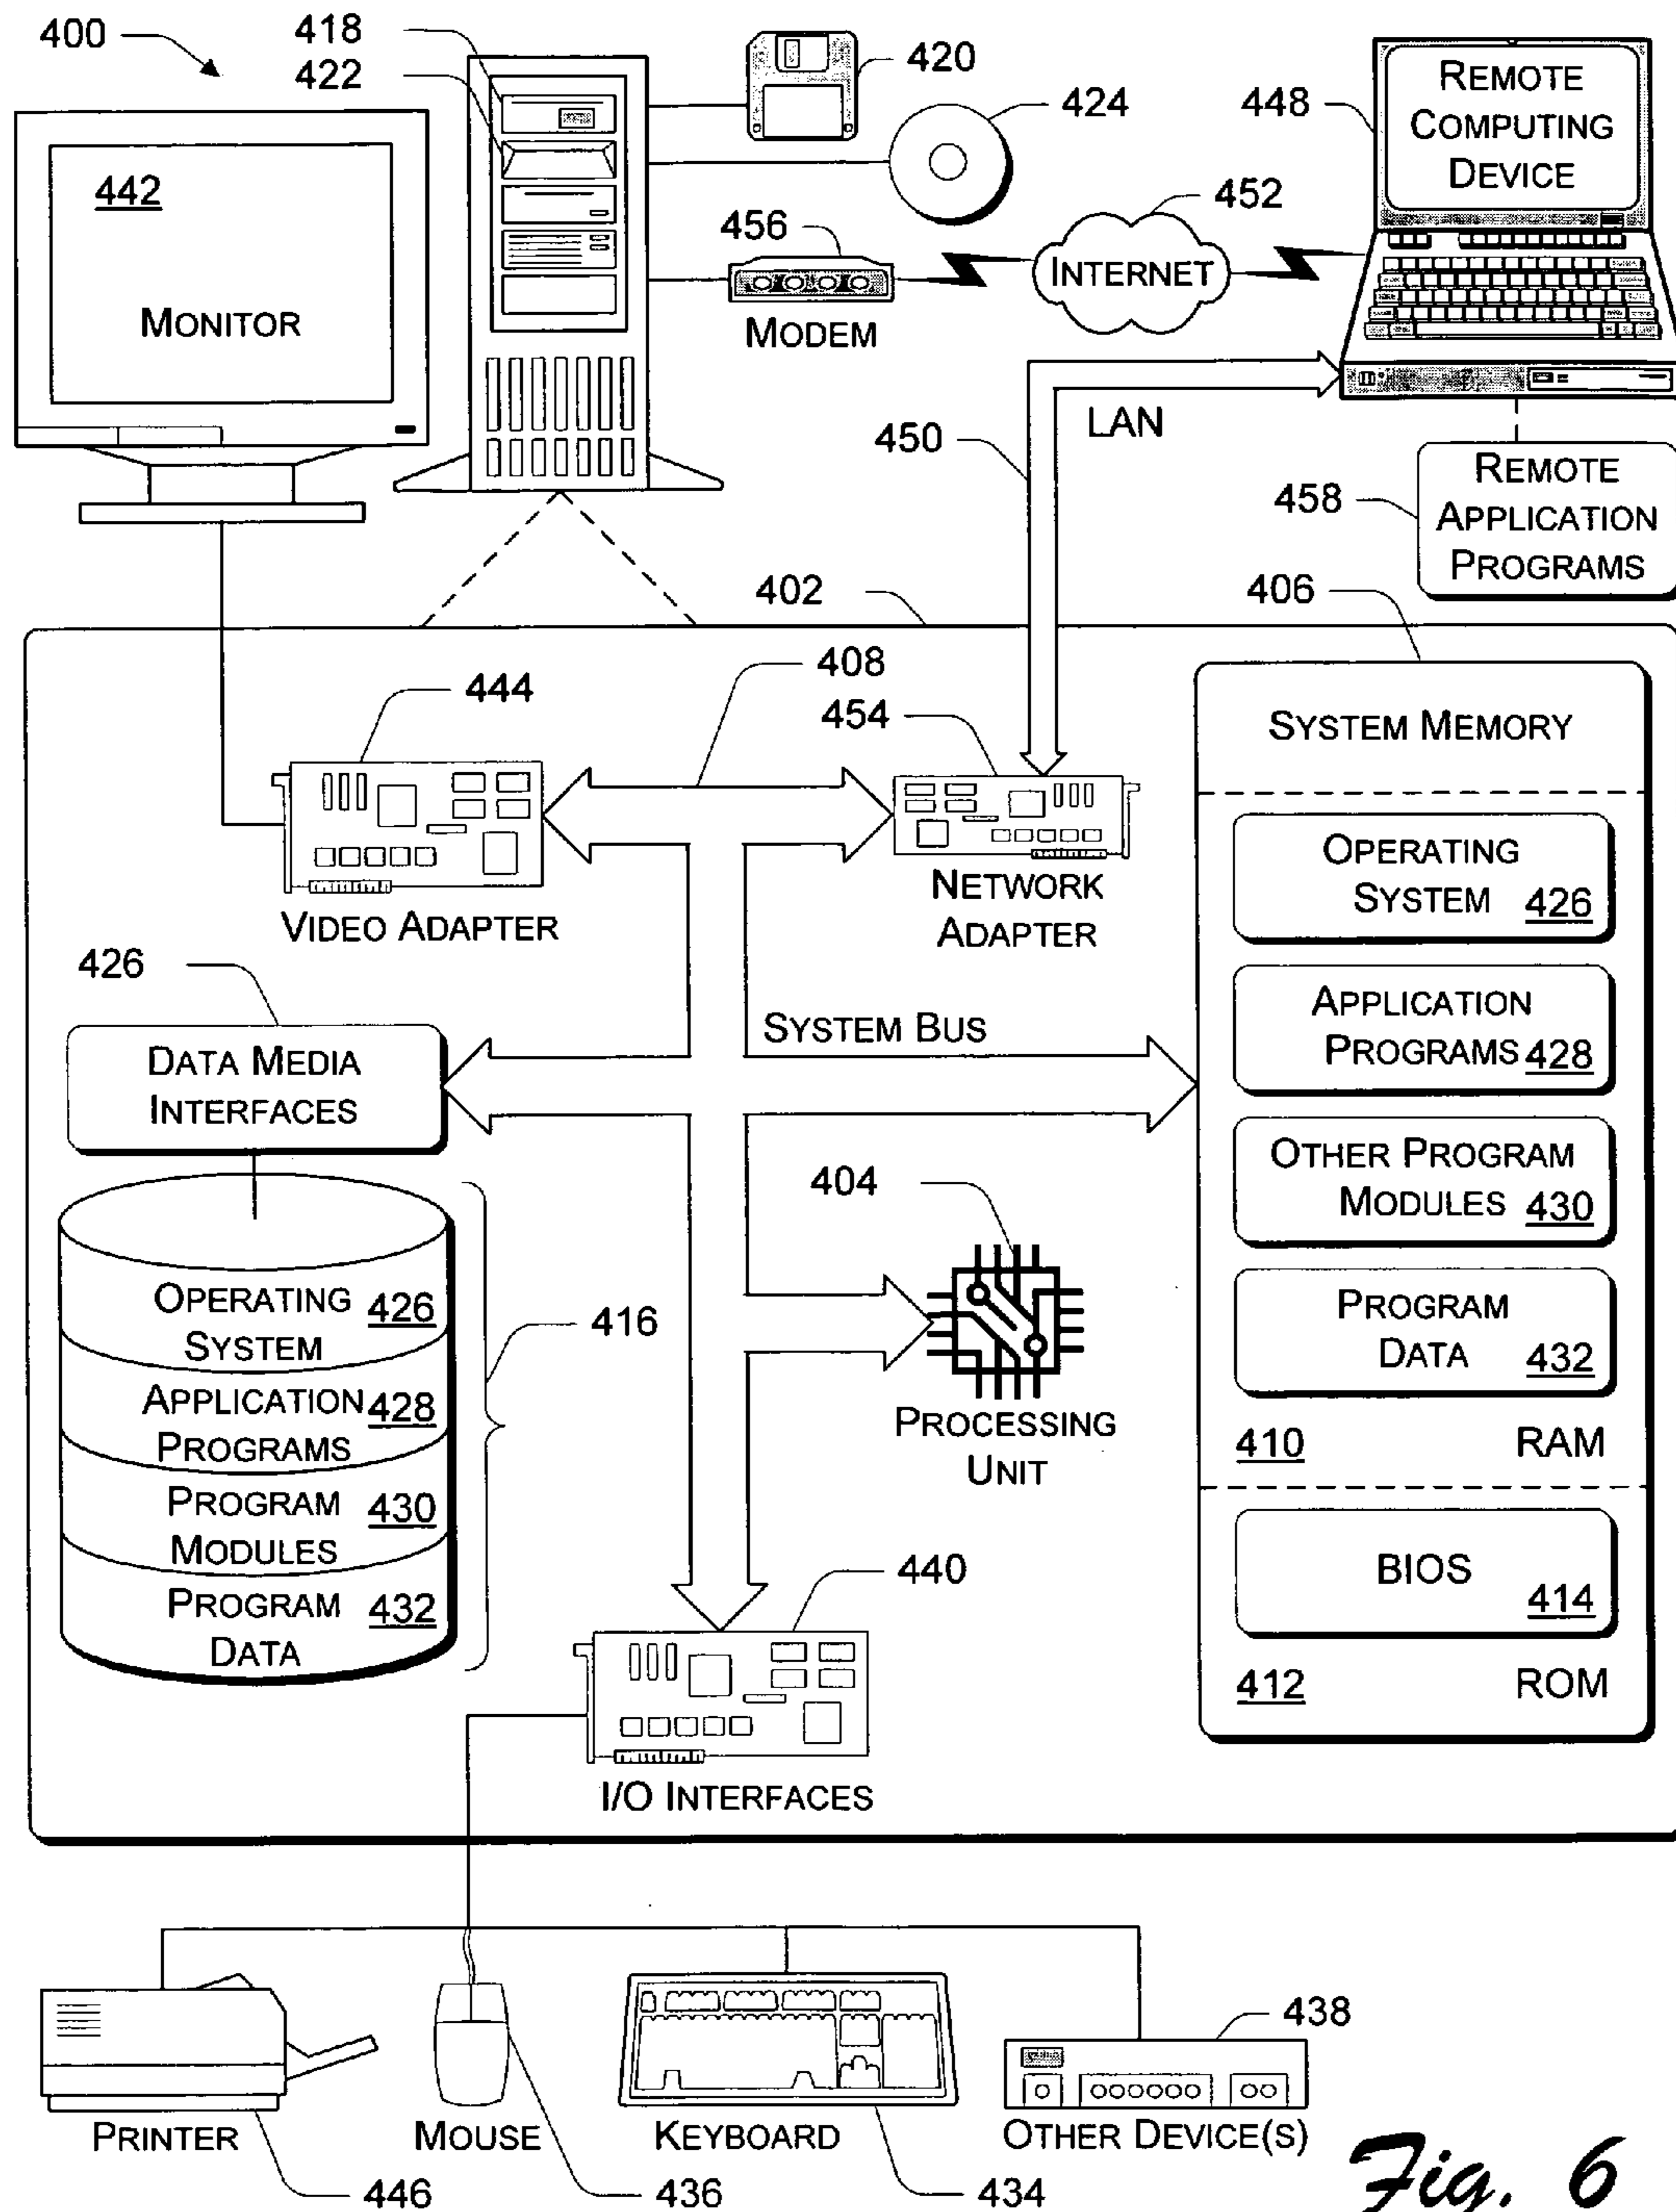 400
418
422
420
424
448
REMOTE
COMPUTING
DEVICE
442
MONITOR
456
MODEM
452
INTERNET
450
LAN
458
REMOTE
APPLICATION
PROGRAMS
402
406
408
444
454
VIDEO ADAPTER
NETWORK
ADAPTER
SYSTEM MEMORY
OPERATING
SYSTEM 426
APPLICATION
PROGRAMS 428
OTHER PROGRAM
MODULES 430
PROGRAM
DATA 432
410 RAM
BIOS
414
412 ROM
426
DATA MEDIA
INTERFACES
SYSTEM BUS
404
PROCESSING
UNIT
OPERATING 426
SYSTEM
416
APPLICATION 428
PROGRAMS
PROGRAM 430
MODULES
PROGRAM 432
DATA
440
I/O INTERFACES
PRINTER
446
MOUSE
436
KEYBOARD
434
438
OTHER DEVICE(S)
Fig. 6